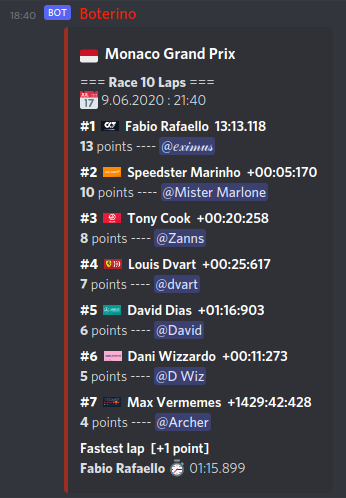 18:40 BOT Boterino
Monaco Grand Prix
=== Race 10 Laps ===
JUL 17 9.06.2020 : 21:40
#1 Fabio Rafaello 13:13.118
13 points ---- @𝓮𝔁𝓲𝓶𝓾𝓼
#2 Speedster Marinho +00:05:170
10 points ---- @Mister Marlone
#3 Tony Cook +00:20:258
8 points ---- @Zanns
#4 Louis Dvart +00:25:617
7 points ---- @dvart
#5 David Dias +01:16:903
6 points ---- @David
#6 Dani Wizzardo +00:11:273
5 points ---- @D Wiz
#7 Max Vermemes +1429:42:428
4 points ---- @Archer
Fastest lap [+1 point]
Fabio Rafaello 01:15.899